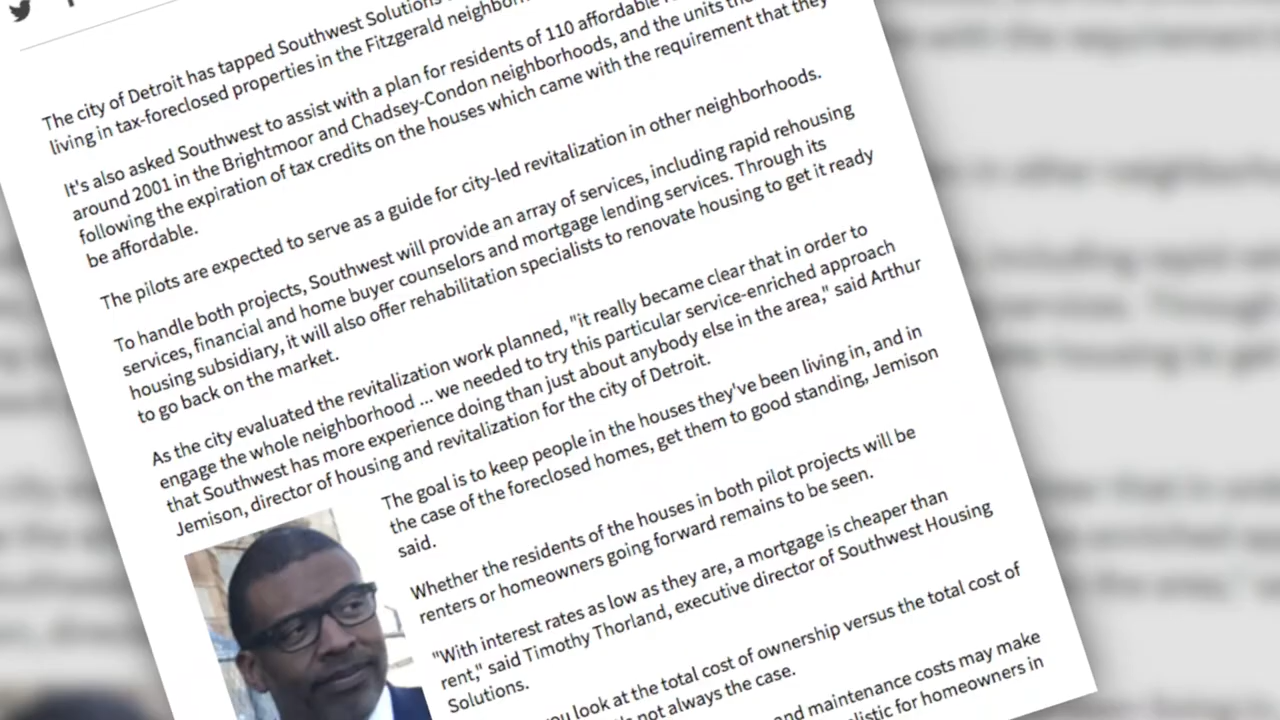 The city of Detroit has tapped Southwest Solutions
living in tax-foreclosed properties in the Fitzgerald
It's also asked Southwest to assist with a plan for residents of 110 affordable
around 2001 in the Brightmoor and Chadsey-Condon neighborhoods, and the units
following the expiration of tax credits on the houses which came with the requirement that they
be affordable.
The pilots are expected to serve as a guide for city-led revitalization in other neighborhoods.
To handle both projects, Southwest will provide an array of services, including rapid rehousing
services, financial and home buyer counselors and mortgage lending services. Through its
housing subsidiary, it will also offer rehabilitation specialists to renovate housing to get it ready
to go back on the market.
As the city evaluated the revitalization work planned, "it really became clear that in order to
engage the whole neighborhood ... we needed to try this particular service-enriched approach
that Southwest has more experience doing than just about anybody else in the area," said Arthur
Jemison, director of housing and revitalization for the city of Detroit.
The goal is to keep people in the houses they've been living in, and in
the case of the foreclosed homes, get them to good standing, Jemison
said.
Whether the residents of the houses in both pilot projects will be
renters or homeowners going forward remains to be seen.
"With interest rates as low as they are, a mortgage is cheaper than
rent," said Timothy Thorland, executive director of Southwest Housing
Solutions.
you look at the total cost of ownership versus the total cost of
not always the case.
and maintenance costs may make
for homeowners in